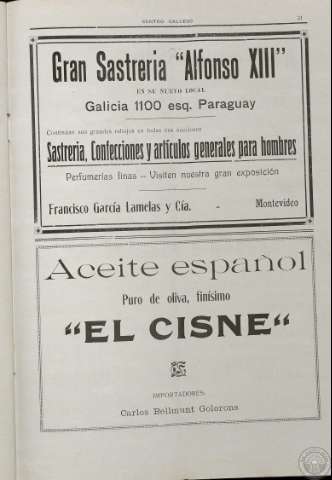 CENTRO GALLEGO
21
Gran Sastreria "Alfonso XIII"
EN SU NUEVO LOCAL
Galicia 1100 esq. Paraguay
Continúan sus grandes rebajas en todas sus secciones
Sastreria, Confecciones y artículos generales para hombres
Perfumerías finas – Visiten nuestra gran exposición
Francisco García Lamelas y Cía. - Montevideo
Aceite español
Puro de oliva, finísimo
"EL CISNE"
IMPORTADORES:
Carlos Bellmunt Golorons